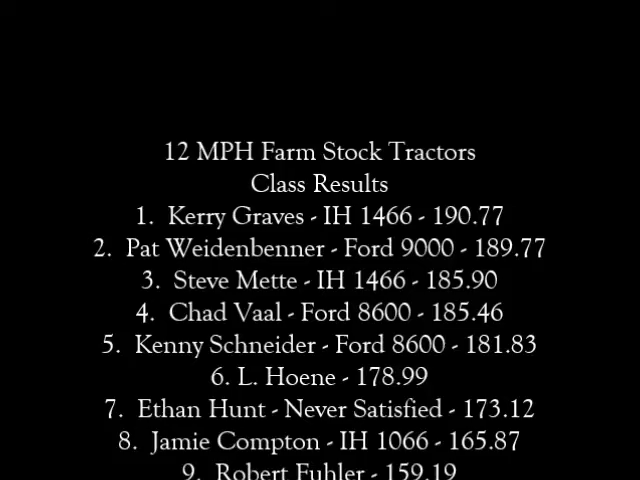 12 MPH Farm Stock Tractors
Class Results
1. Kerry Graves - IH 1466 - 190.77
2. Pat Weidenbenner - Ford 9000 - 189.77
3. Steve Mette - IH 1466 - 185.90
4. Chad Vaal - Ford 8600 - 185.46
5. Kenny Schneider - Ford 8600 - 181.83
6. L. Hoene - 178.99
7. Ethan Hunt - Never Satisfied - 173.12
8. Jamie Compton - IH 1066 - 165.87
9. Robert Fuhler - 159.19